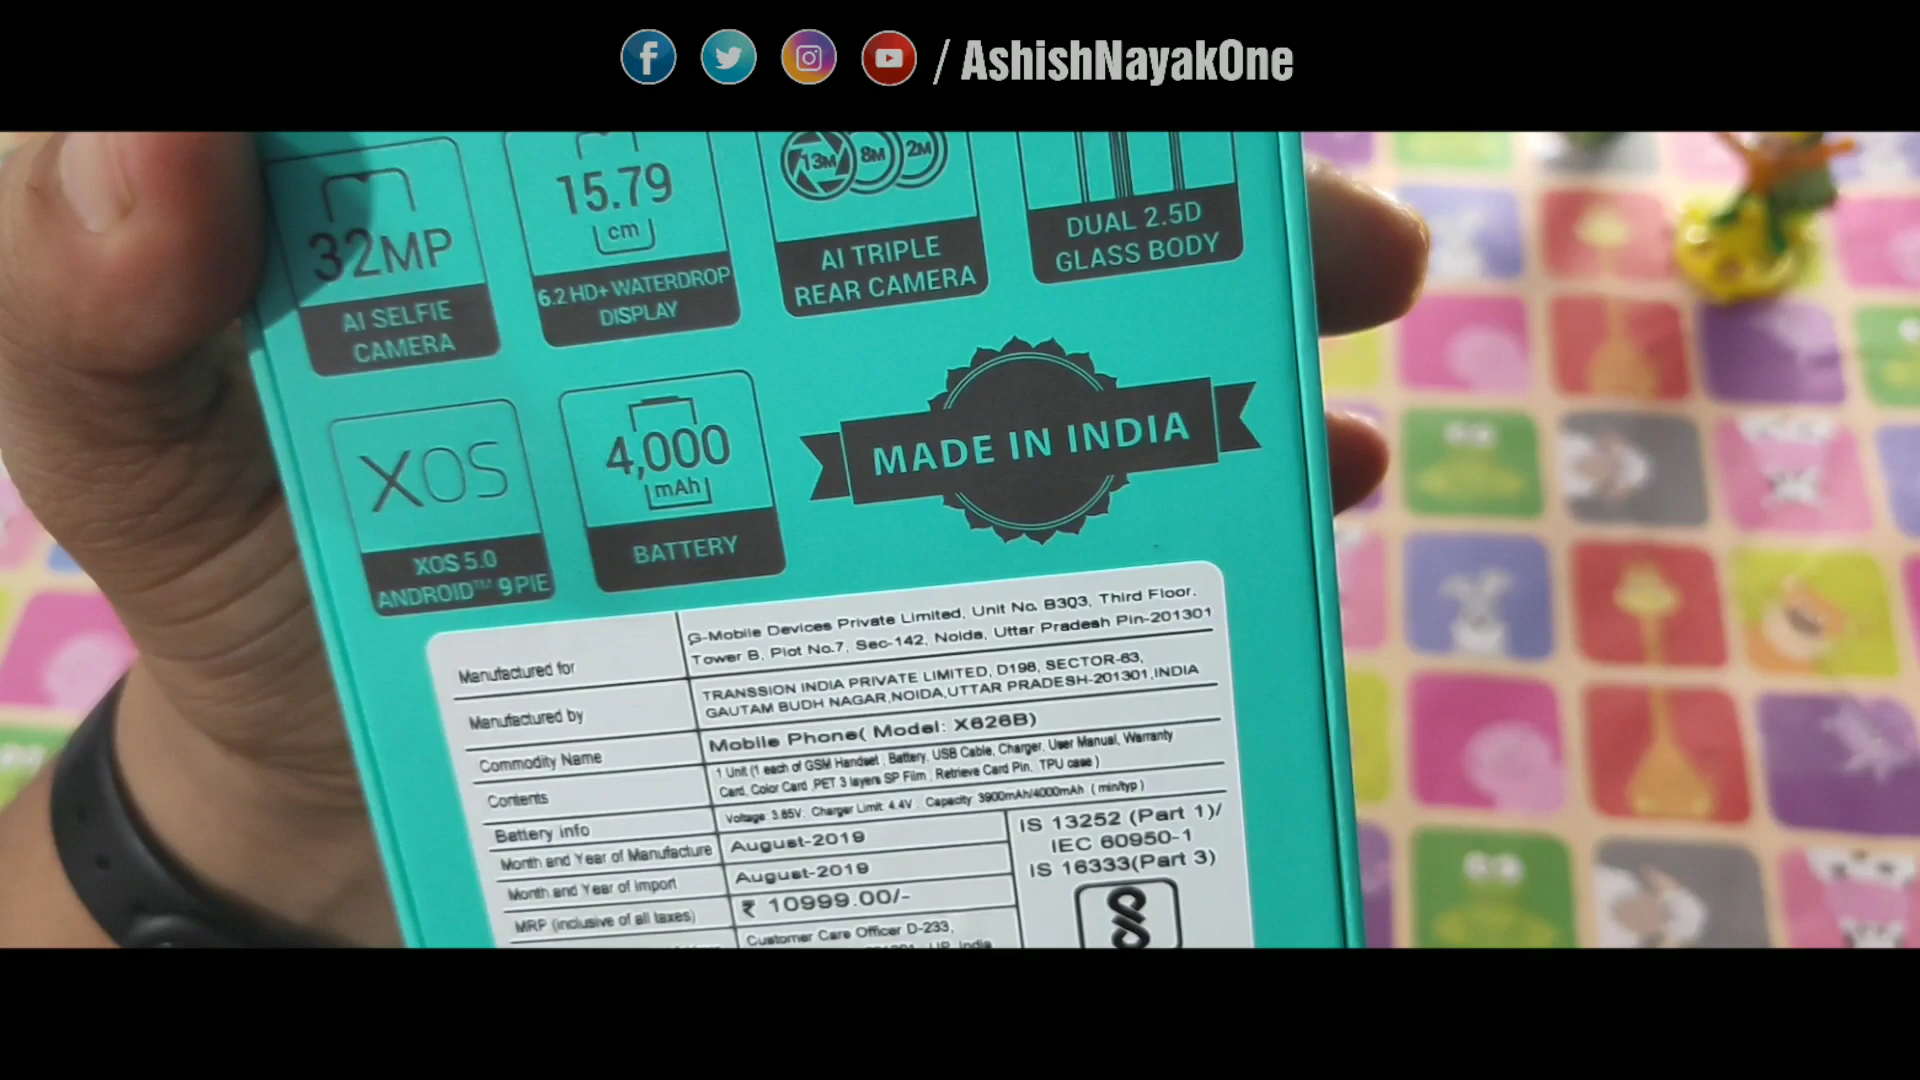 / AshishNayakOne
32MP
AI SELFIE
CAMERA
15.79
cm
6.2 HD+ WATERDROP
DISPLAY
13M 8M 2M
AI TRIPLE
REAR CAMERA
DUAL 2.5D
GLASS BODY
XOS
XOS 5.0
ANDROID™ 9 PIE
4,000
mAh
BATTERY
MADE IN INDIA
Manufactured for
G-Mobile Devices Private Limited, Unit No. B303, Third Floor.
Tower B, Plot No.7, Sec-142, Noida, Uttar Pradesh Pin-201301
Manufactured by
TRANSSION INDIA PRIVATE LIMITED, D198, SECTOR-63,
GAUTAM BUDH NAGAR,NOIDA,UTTAR PRADESH-201301,INDIA
Commodity Name
Mobile Phone( Model: X626B)
Contents
1 Unit (1 each of GSM Handset , Battery, USB Cable, Charger, User Manual, Warranty
Card, Color Card ,PET 3 layers SP Film , Retrieve Card Pin, TPU case )
Battery info
Voltage: 3.85V; Charger Limit: 4.4V , Capacity: 3900mAh/4000mAh ( min/typ )
Month and Year of Manufacture
August-2019
Month and Year of Import
August-2019
MRP (inclusive of all taxes)
₹ 10999.00/-
IS 13252 (Part 1)/
IEC 60950-1
IS 16333(Part 3)
Customer Care Officer D-233,
UP, India